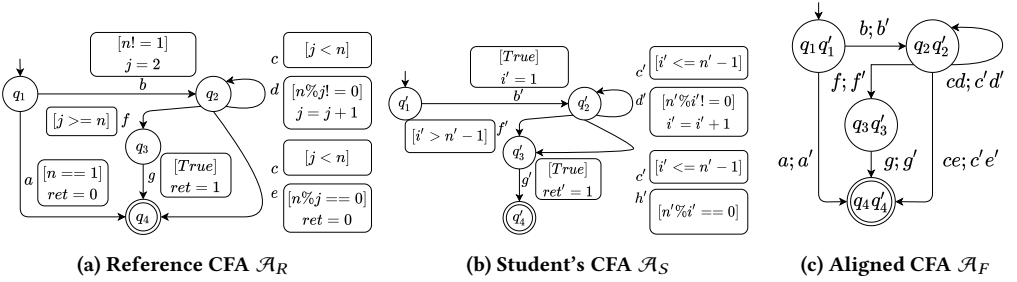 [n! = 1]
j = 2
b
q1
q2
c
[j < n]
d
[n%j! = 0]
j = j + 1
[j >= n]
f
q3
a
[n == 1]
ret = 0
g
[True]
ret = 1
c
[j < n]
e
[n%j == 0]
ret = 0
q4
(a) Reference CFA 𝒜R
[True]
i′ = 1
b′
q′1
q′2
c′
[i′ <= n′ − 1]
d′
[n′%i′! = 0]
i′ = i′ + 1
[i′ > n′ − 1]
f′
q′3
g′
[True]
ret′ = 1
c′
[i′ <= n′ − 1]
h′
[n′%i′ == 0]
q′4
(b) Student's CFA 𝒜S
q1q′1
b; b′
q2q′2
f; f′
cd; c′d′
q3q′3
a; a′
g; g′
ce; c′e′
q4q′4
(c) Aligned CFA 𝒜F